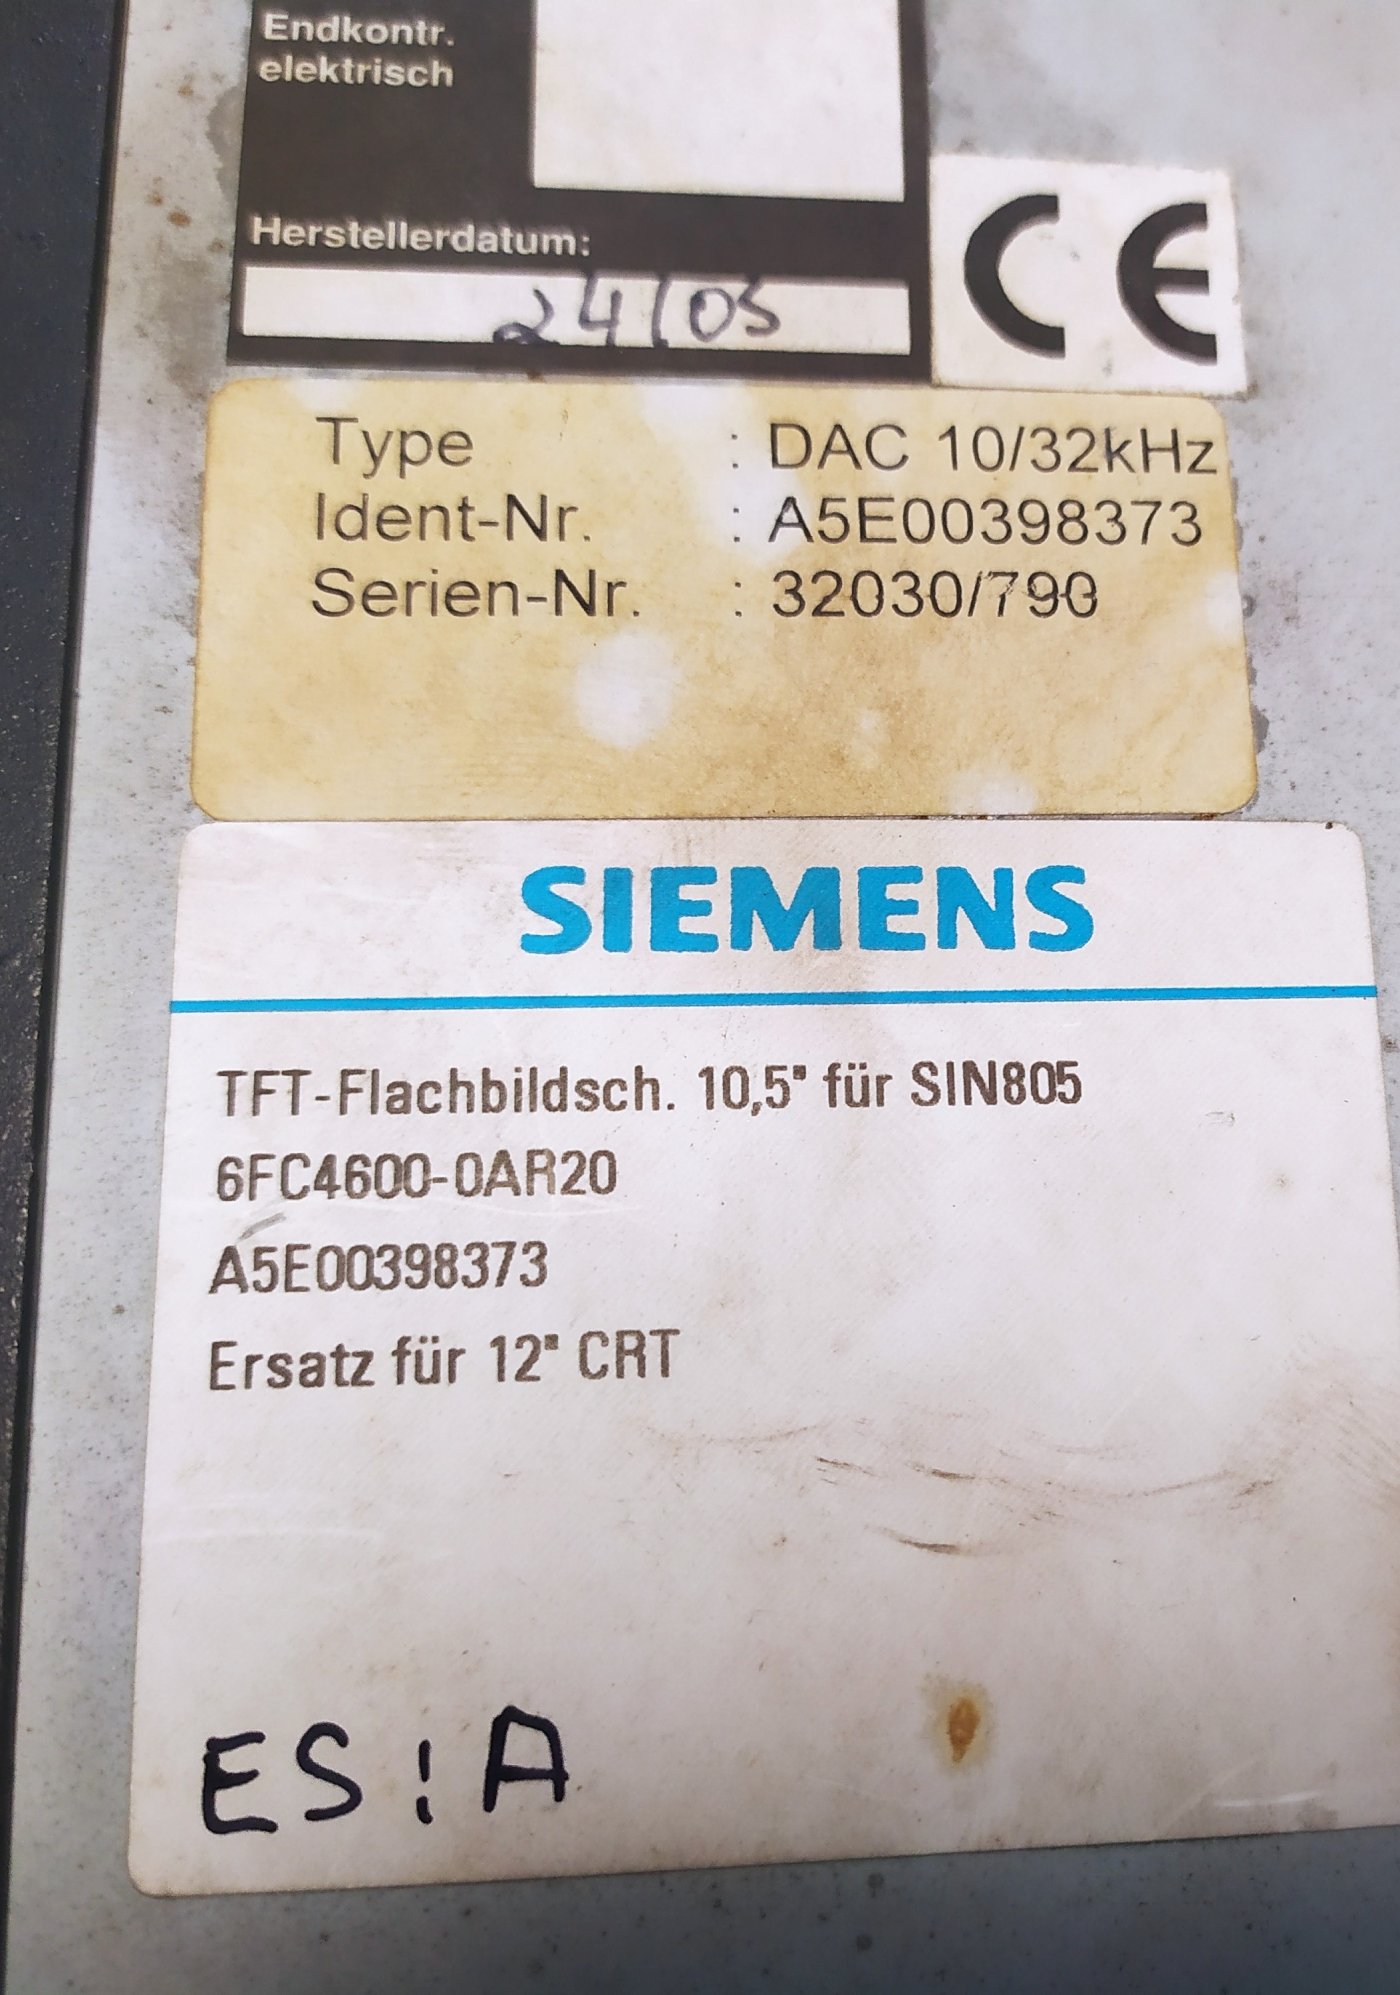 Endkontr.
elektrisch
Herstellerdatum:
24/05
CE
Type : DAC 10/32kHz
Ident-Nr. : A5E00398373
Serien-Nr. : 32030/790
SIEMENS
TFT-Flachbildsch. 10,5" für SIN805
6FC4600-0AR20
A5E00398373
Ersatz für 12" CRT
ES:A